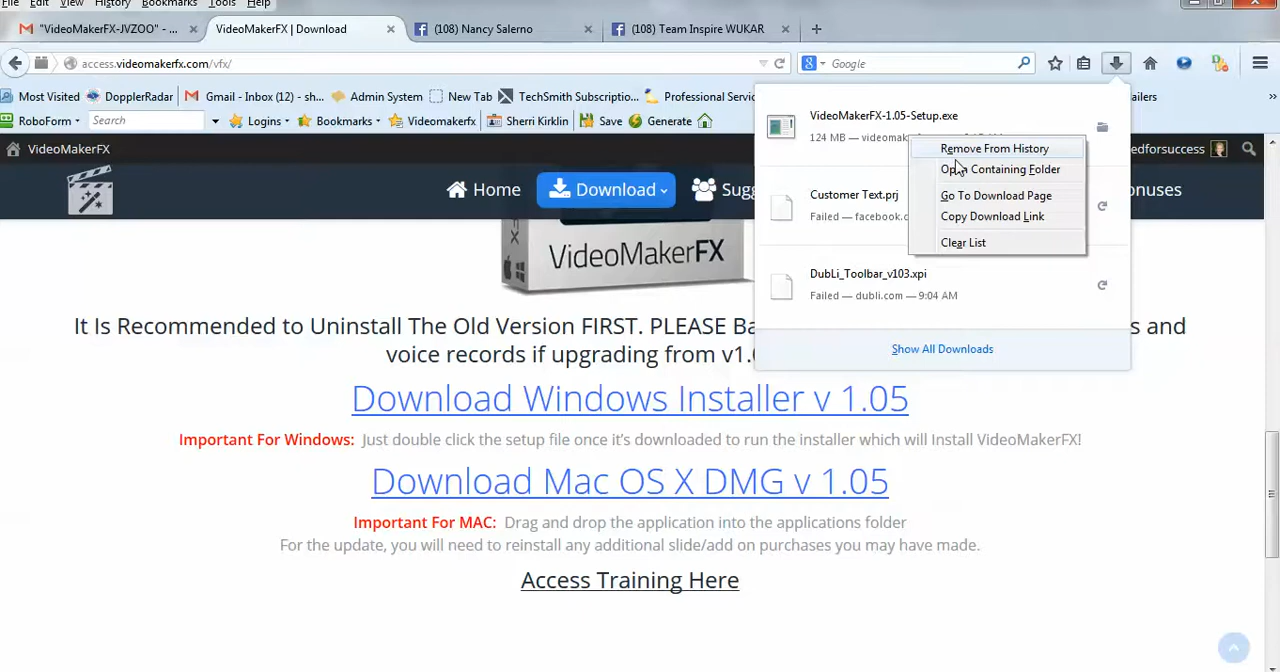 File Edit View History Bookmarks Tools Help
"VideoMakerFX-JVZOO" - ... × VideoMakerFX | Download × (108) Nancy Salerno × (108) Team Inspire WUKAR × +
access.videomakerfx.com/vfx/ Google
Most Visited DopplerRadar Gmail - Inbox (12) - sh... Admin System New Tab TechSmith Subscriptio... Professional Servic
RoboForm Search Logins Bookmarks Videomakerfx Sherri Kirklin Save Generate
VideoMakerFX edforsuccess
Home Download Sugg onuses
VideoMakerFX-1.05-Setup.exe
124 MB — videomak
Remove From History
Open Containing Folder
Go To Download Page
Copy Download Link
Clear List
Customer Text.prj
Failed — facebook.c
DubLi_Toolbar_v103.xpi
Failed — dubli.com — 9:04 AM
Show All Downloads
VideoMakerFX
It Is Recommended to Uninstall The Old Version FIRST. PLEASE Ba s and
voice records if upgrading from v1.0
Download Windows Installer v 1.05
Important For Windows: Just double click the setup file once it's downloaded to run the installer which will Install VideoMakerFX!
Download Mac OS X DMG v 1.05
Important For MAC: Drag and drop the application into the applications folder
For the update, you will need to reinstall any additional slide/add on purchases you may have made.
Access Training Here